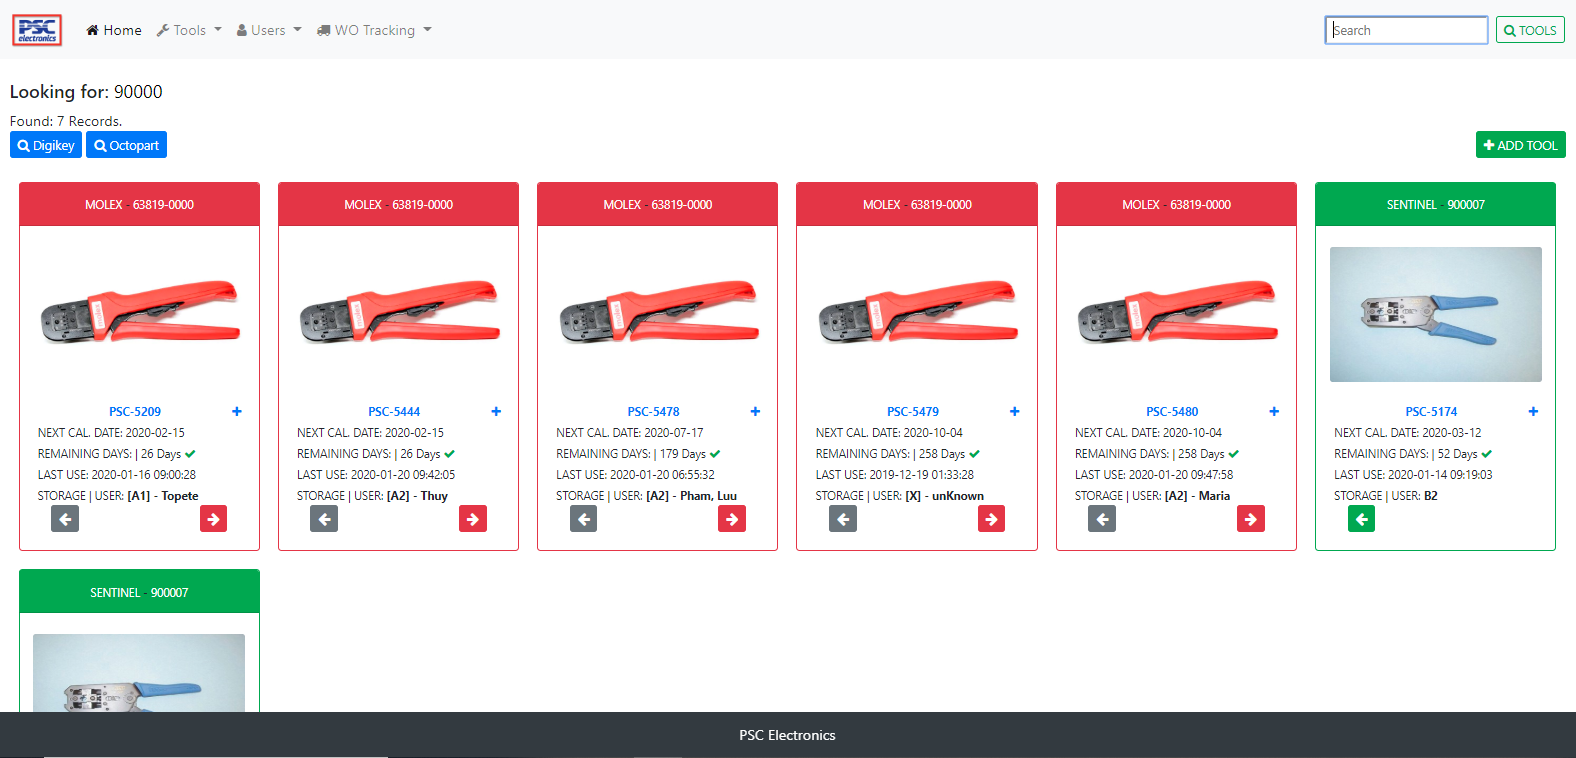 PSC electronics Home Tools Users WO Tracking Search TOOLS
Looking for: 90000
Found: 7 Records.
Digikey Octopart ADD TOOL
MOLEX - 63819-0000
PSC-5209
NEXT CAL. DATE: 2020-02-15
REMAINING DAYS: | 26 Days
LAST USE: 2020-01-16 09:00:28
STORAGE | USER: [A1] - Topete
MOLEX - 63819-0000
PSC-5444
NEXT CAL. DATE: 2020-02-15
REMAINING DAYS: | 26 Days
LAST USE: 2020-01-20 09:42:05
STORAGE | USER: [A2] - Thuy
MOLEX - 63819-0000
PSC-5478
NEXT CAL. DATE: 2020-07-17
REMAINING DAYS: | 179 Days
LAST USE: 2020-01-20 06:55:32
STORAGE | USER: [A2] - Pham, Luu
MOLEX - 63819-0000
PSC-5479
NEXT CAL. DATE: 2020-10-04
REMAINING DAYS: | 258 Days
LAST USE: 2019-12-19 01:33:28
STORAGE | USER: [X] - unKnown
MOLEX - 63819-0000
PSC-5480
NEXT CAL. DATE: 2020-10-04
REMAINING DAYS: | 258 Days
LAST USE: 2020-01-20 09:47:58
STORAGE | USER: [A2] - Maria
SENTINEL - 900007
PSC-5174
NEXT CAL. DATE: 2020-03-12
REMAINING DAYS: | 52 Days
LAST USE: 2020-01-14 09:19:03
STORAGE | USER: B2
SENTINEL - 900007
PSC Electronics